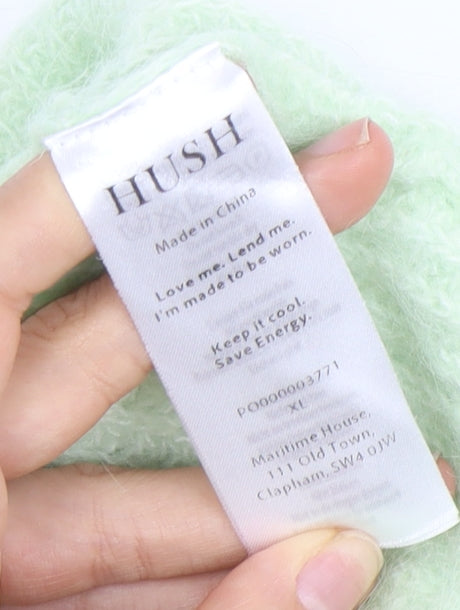 HUSH
Made in China
Love me. Lend me.
I'm made to be worn.
Keep it cool.
Save Energy.
PO000003771
XL
Maritime House,
111 Old Town,
Clapham, SW4 0JW